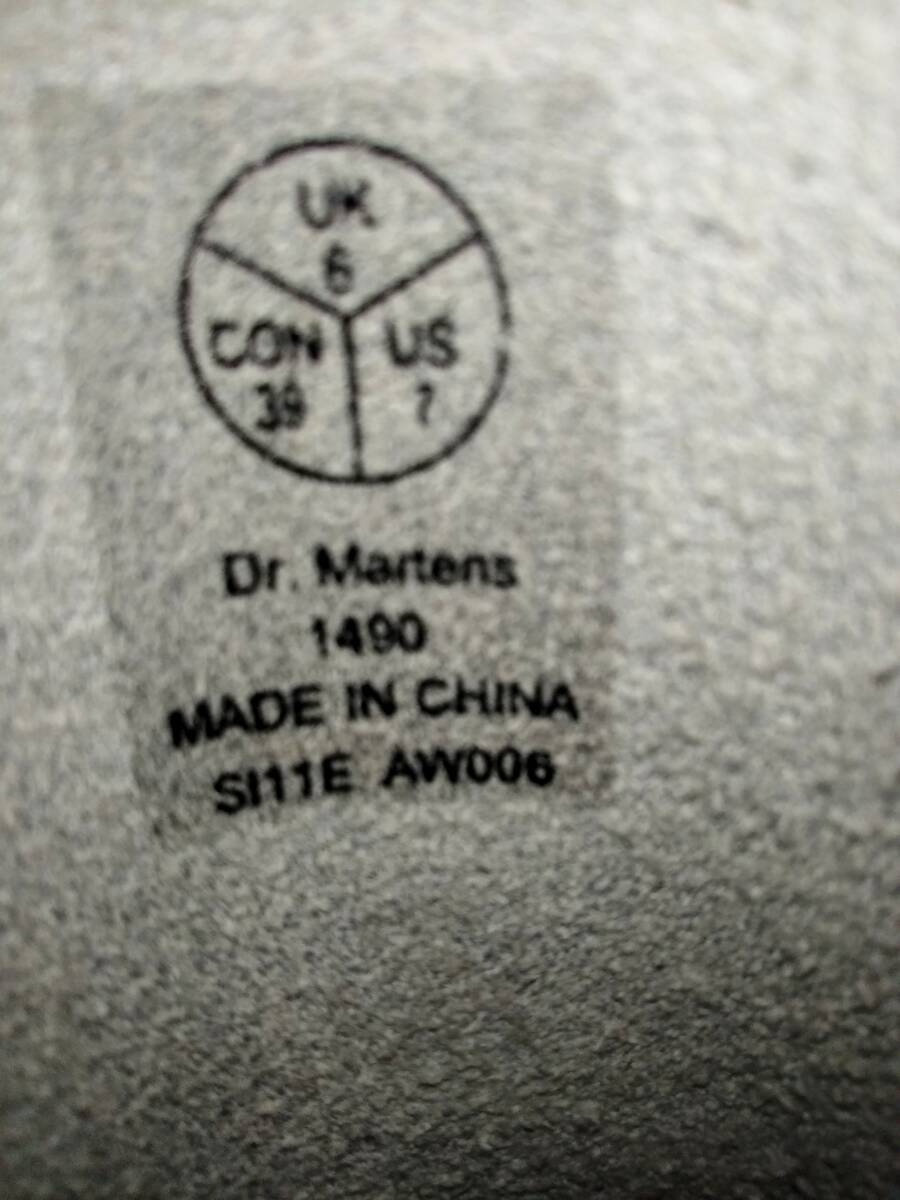 UK
6
CON
39
US
7
Dr. Martens
1490
MADE IN CHINA
SI11E AW006